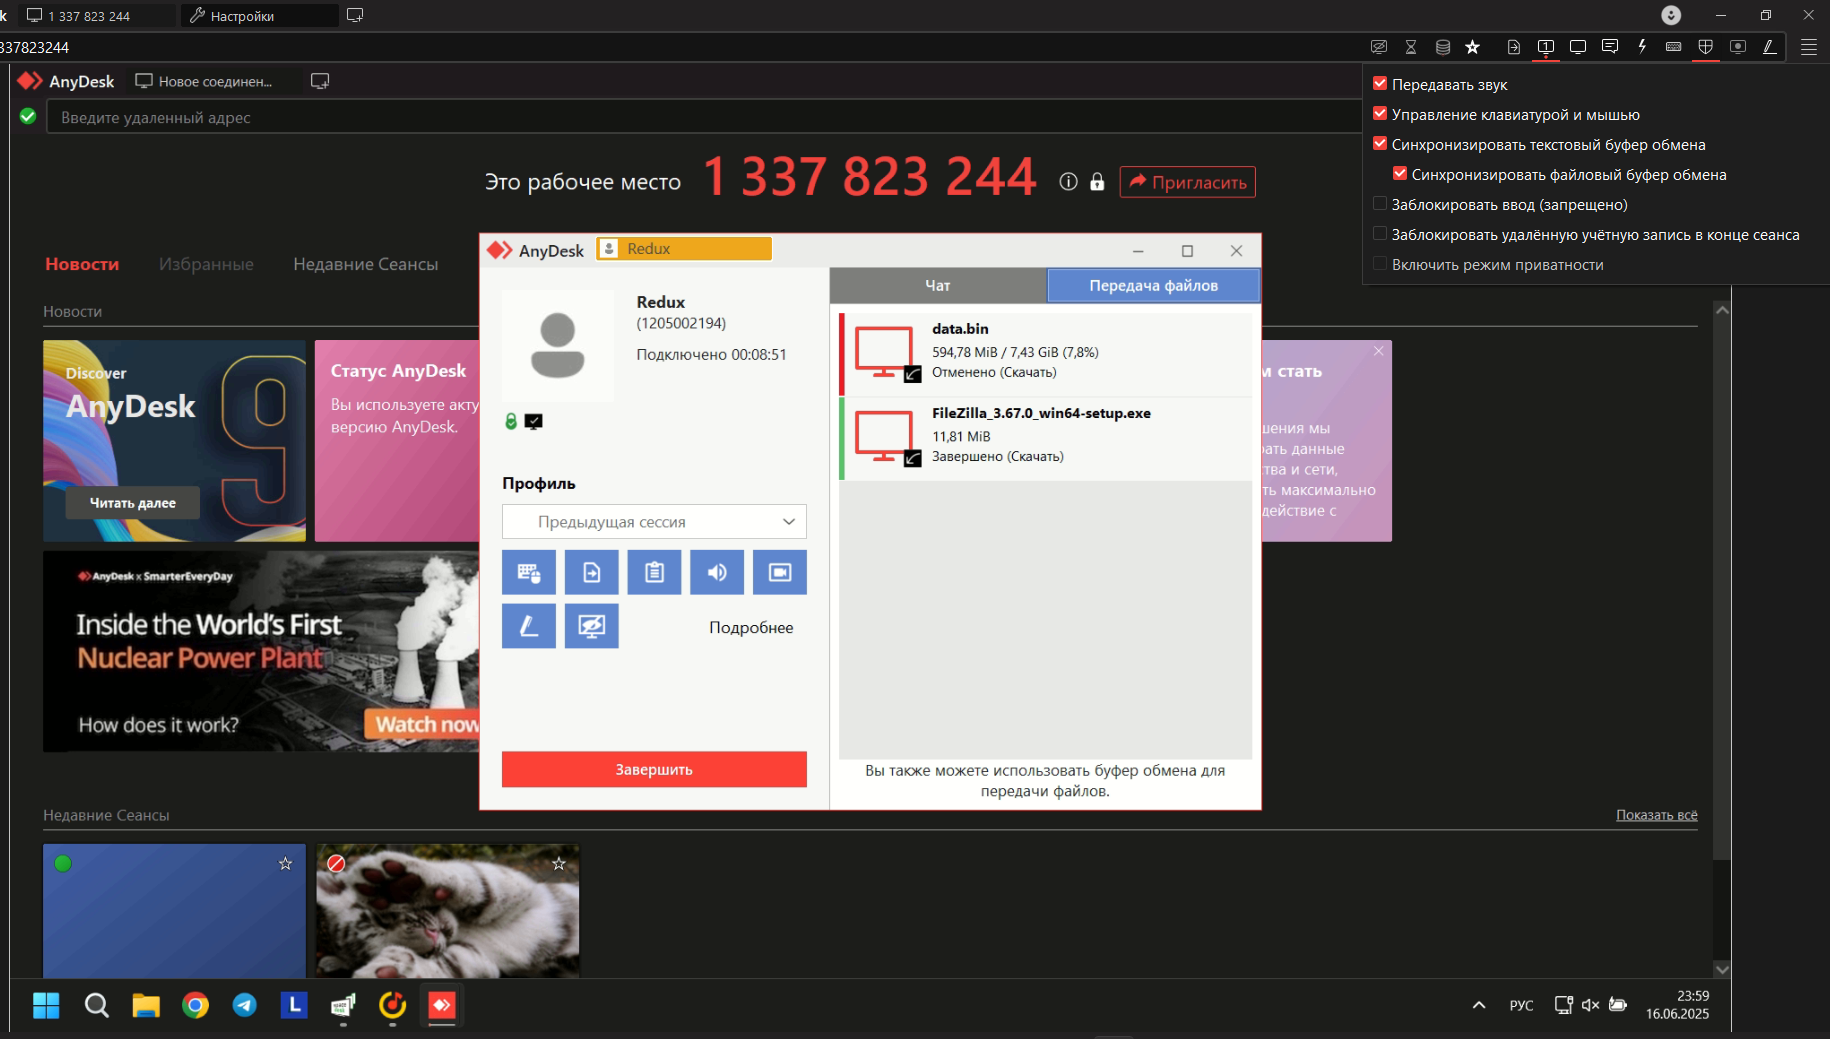 k
1 337 823 244
Настройки
337823244
1
AnyDesk
Новое соединен...
Введите удаленный адрес
Передавать звук
Управление клавиатурой и мышью
Синхронизировать текстовый буфер обмена
Синхронизировать файловый буфер обмена
Заблокировать ввод (запрещено)
Заблокировать удалённую учётную запись в конце сеанса
Включить режим приватности
Это рабочее место
1 337 823 244
Пригласить
Новости
Избранные
Недавние Сеансы
Новости
Discover
AnyDesk
9
Читать далее
Статус AnyDesk
Вы используете акту
версию AnyDesk.
AnyDesk
Redux
Redux
(1205002194)
Подключено 00:08:51
Профиль
Предыдущая сессия
Подробнее
Завершить
Чат
Передача файлов
data.bin
594,78 MiB / 7,43 GiB (7,8%)
Отменено (Скачать)
FileZilla_3.67.0_win64-setup.exe
11,81 MiB
Завершено (Скачать)
Вы также можете использовать буфер обмена для
передачи файлов.
м стать
шения мы
рать данные
тва и сети,
ть максимально
действие с
AnyDesk x SmarterEveryDay
Inside the World's First
Nuclear Power Plant
How does it work?
Watch now
Недавние Сеансы
Показать всё
L
РУС
23:59
16.06.2025